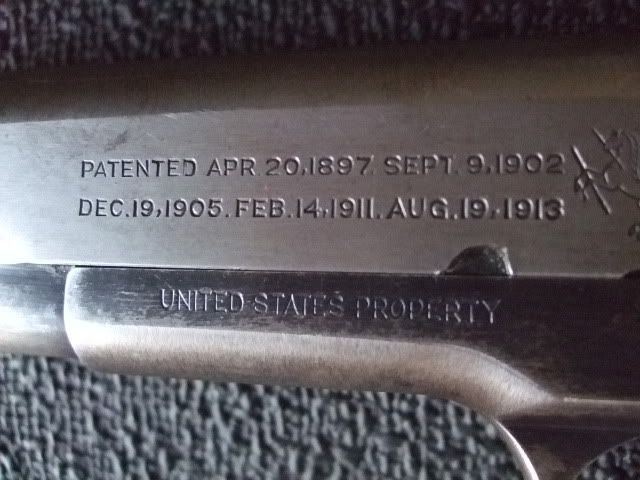 PATENTED APR. 20,1897. SEPT. 9,1902
DEC.19,1905. FEB.14,1911. AUG.19,1913
UNITED STATES PROPERTY